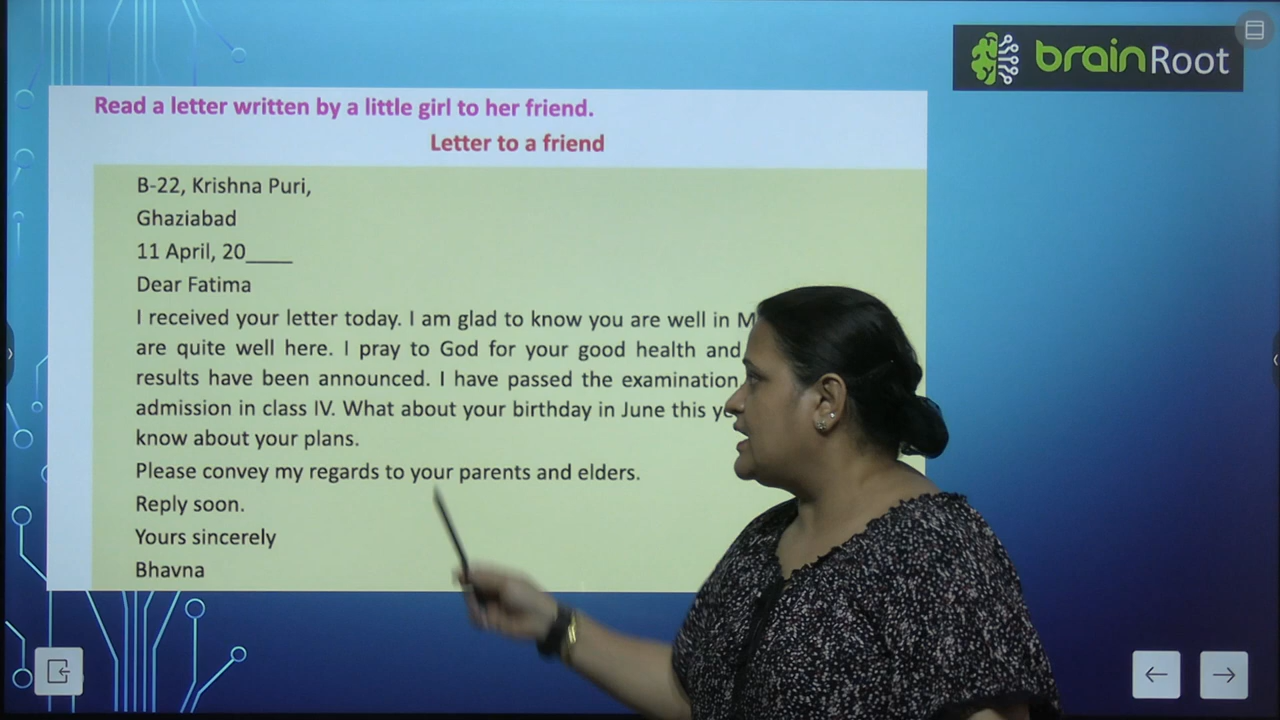 brainRoot
Read a letter written by a little girl to her friend.
Letter to a friend
B-22, Krishna Puri,
Ghaziabad
11 April, 20____
Dear Fatima
I received your letter today. I am glad to know you are well in
are quite well here. I pray to God for your good health and
results have been announced. I have passed the examination
admission in class IV. What about your birthday in June this
know about your plans.
Please convey my regards to your parents and elders.
Reply soon.
Yours sincerely
Bhavna